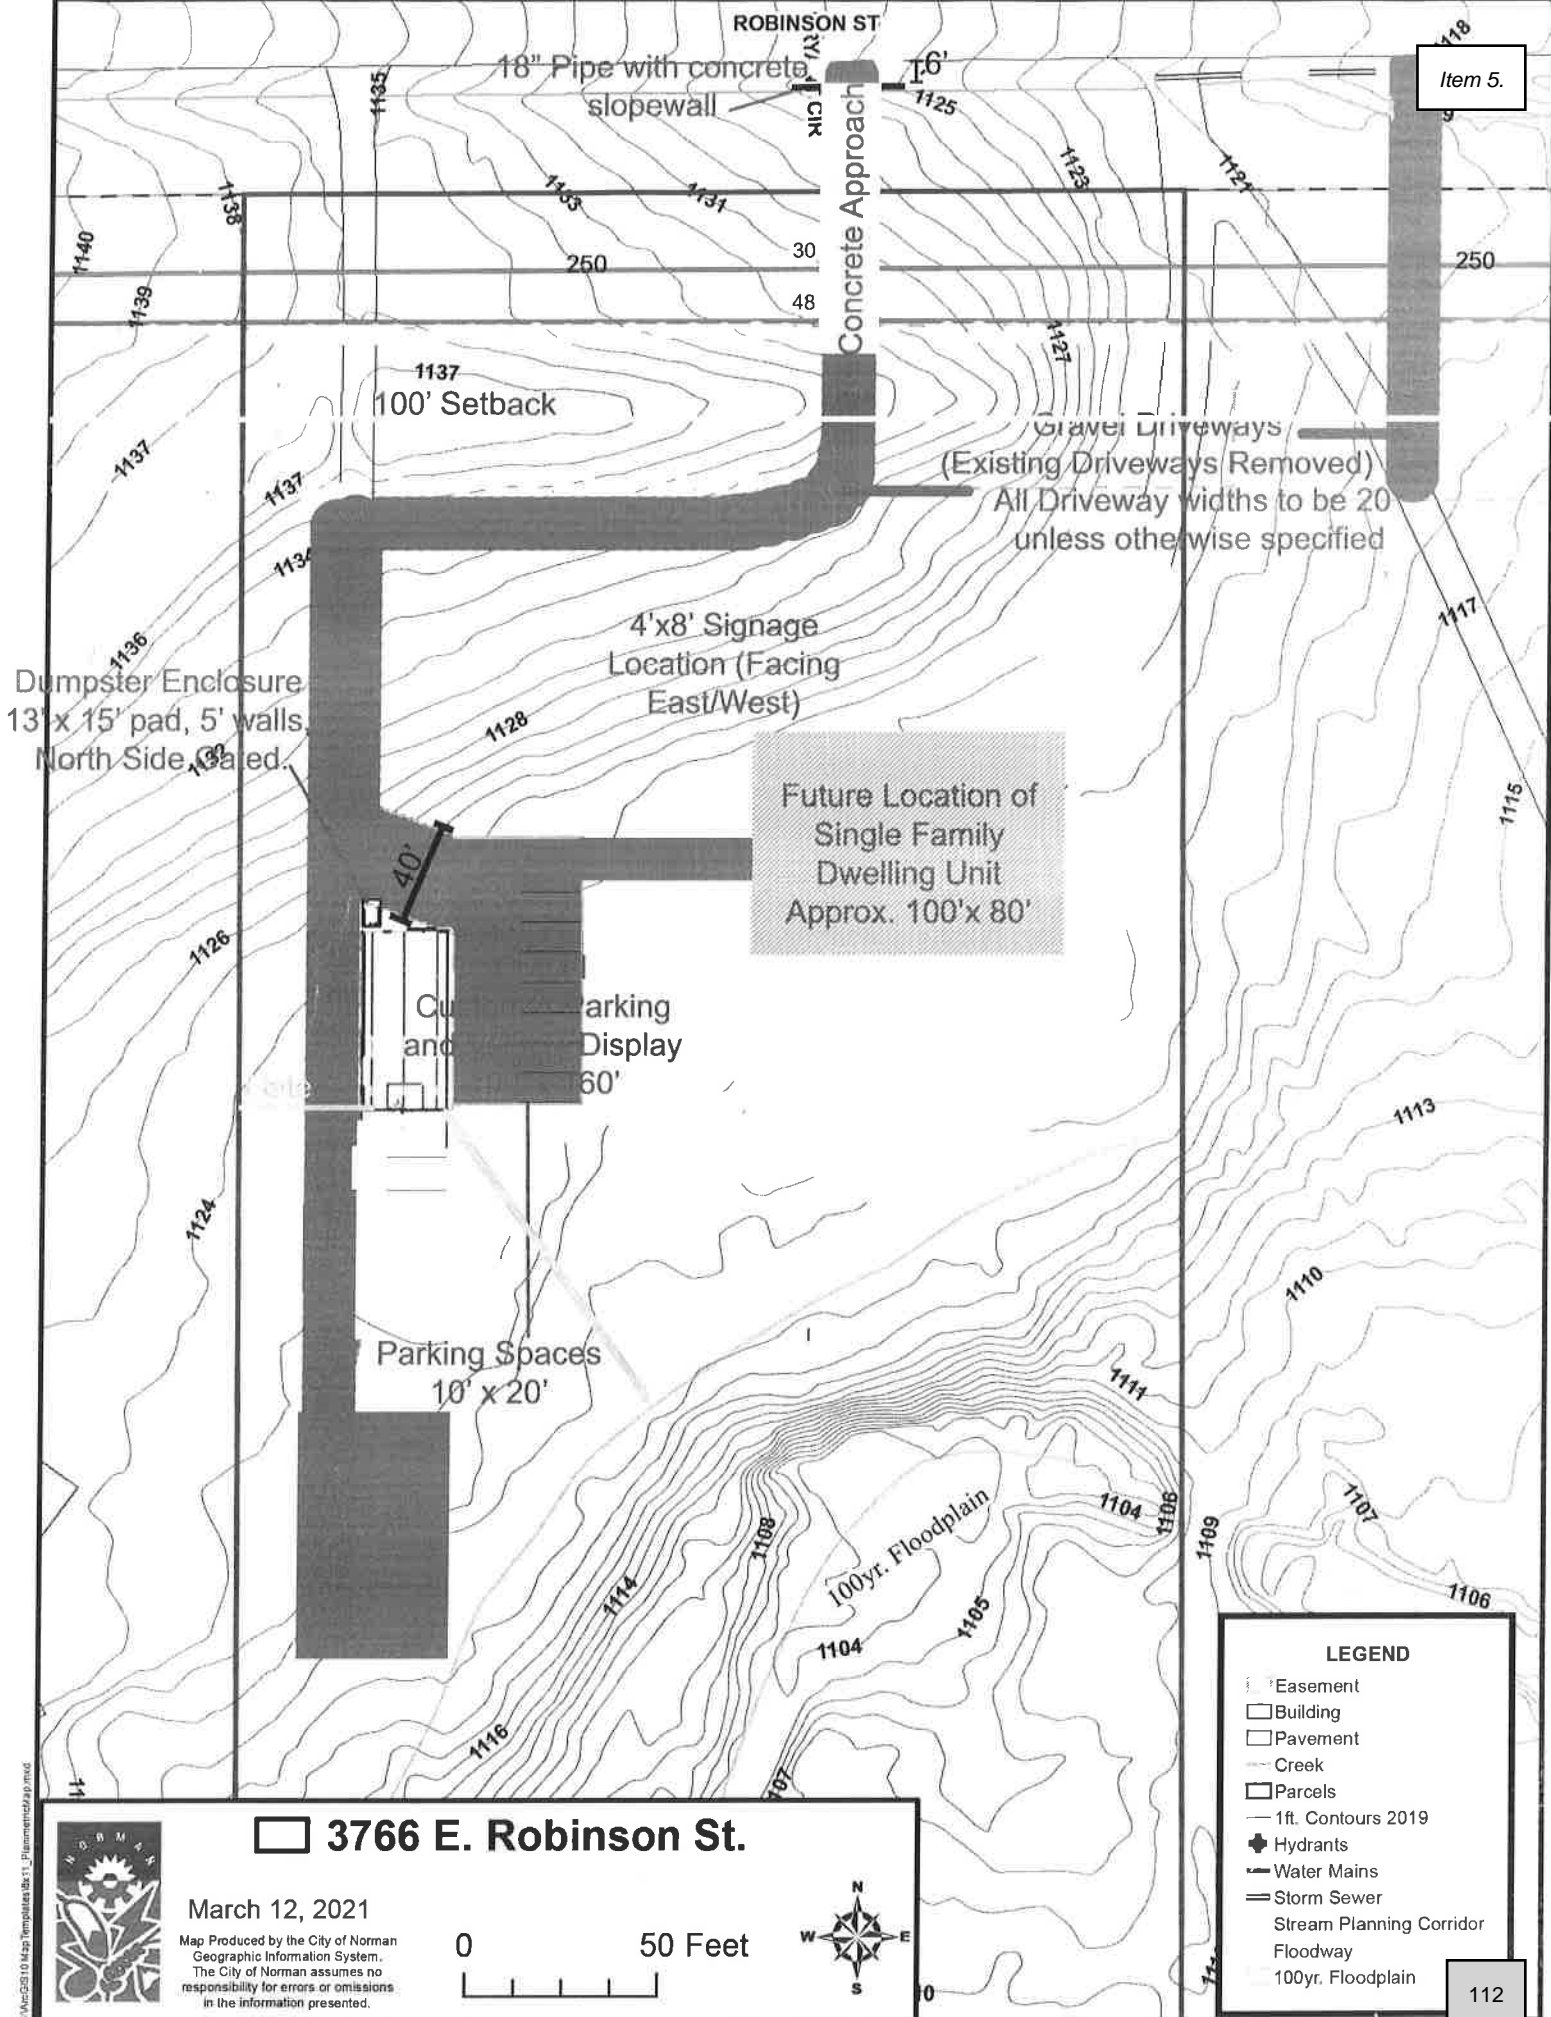 ROBINSON ST
1118
Item 5.
18" Pipe with concrete
slopewall
6'
1125
1135
CIR
Concrete Approach
1123
1121
1138
1133
1131
1140
30
250
250
1139
48
1127
1137
100' Setback
Gravel Driveways
(Existing Driveways Removed)
All Driveway widths to be 20
unless otherwise specified
1137
1137
1134
1117
1136
4'x8' Signage
Location (Facing
East/West)
Dumpster Enclosure
13' x 15' pad, 5' walls,
North Side Gated.
1132
1128
1115
Future Location of
Single Family
Dwelling Unit
Approx. 100'x 80'
40'
1126
Parking
and Display
60'
1113
1124
1110
Parking Spaces
10' x 20'
1111
1104
1106
1107
1109
1108
100yr. Floodplain
1114
1105
1106
1104
1116
107
11
LEGEND
Easement
Building
Pavement
Creek
Parcels
1ft. Contours 2019
Hydrants
Water Mains
Storm Sewer
Stream Planning Corridor
Floodway
100yr. Floodplain
112
NORMAN
3766 E. Robinson St.
March 12, 2021
Map Produced by the City of Norman
Geographic Information System.
The City of Norman assumes no
responsibility for errors or omissions
in the information presented.
0 50 Feet
N
W E
S